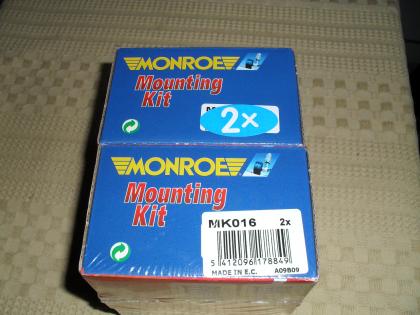 MONROE
Mounting
Kit
2x
MONROE
Mounting
Kit
MK016 2x
5 412096 178849
MADE IN E.C. A09B09